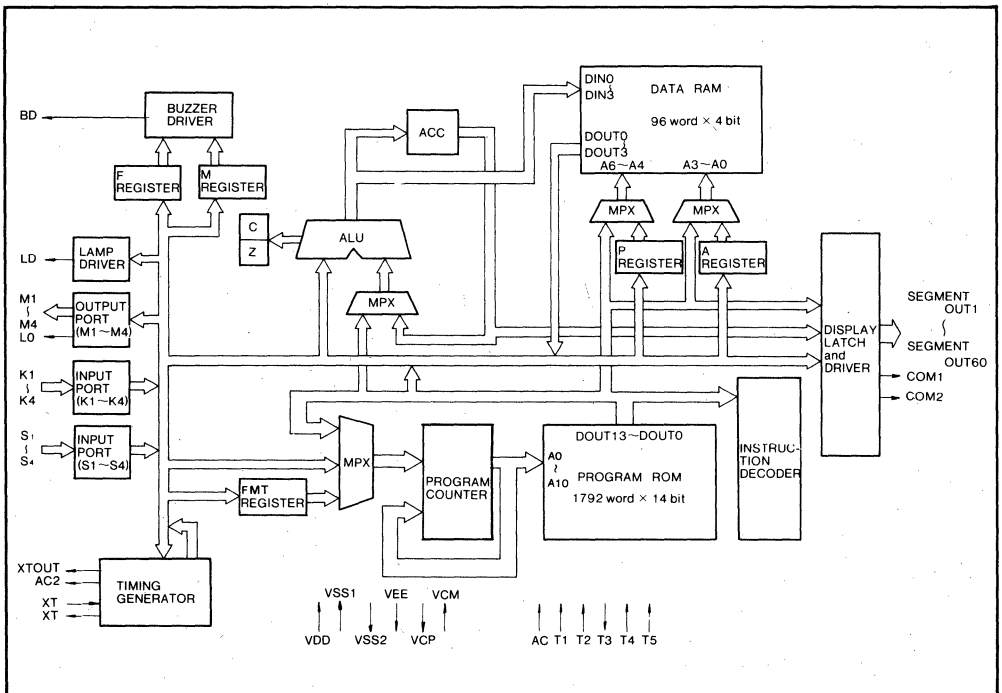 BD
BUZZER
DRIVER
F
REGISTER
M
REGISTER
LD
LAMP
DRIVER
M1
~
M4
L0
OUTPUT
PORT
(M1~M4)
K1
~
K4
INPUT
PORT
(K1~K4)
S1
~
S4
INPUT
PORT
(S1~S4)
XTOUT
AC2
XT
XT
TIMING
GENERATOR
FMT
REGISTER
C
Z
ALU
ACC
MPX
MPX
PROGRAM
COUNTER
DIN0
~
DIN3
DATA RAM
96 word × 4 bit
DOUT0
~
DOUT3
A6~A4
A3~A0
MPX
MPX
P
REGISTER
A
REGISTER
DOUT13~DOUT0
A0
~
A10
PROGRAM ROM
1792 word × 14 bit
INSTRUC-
TION
DECODER
DISPLAY
LATCH
and
DRIVER
SEGMENT
OUT1
~
SEGMENT
OUT60
COM1
COM2
VSS1
VEE
VCM
VDD
VSS2
VCP
AC T1 T2 T3 T4 T5